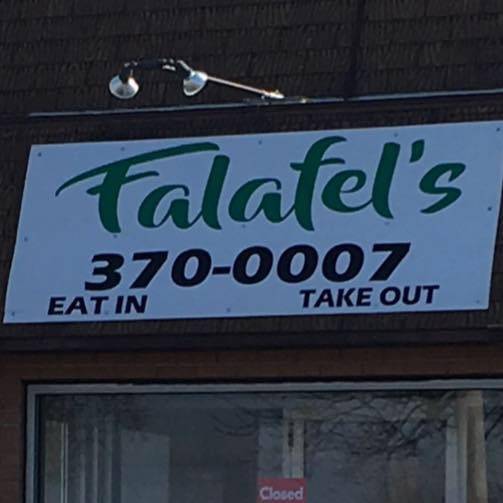 Falafel's
370-0007
EAT IN TAKE OUT
Closed